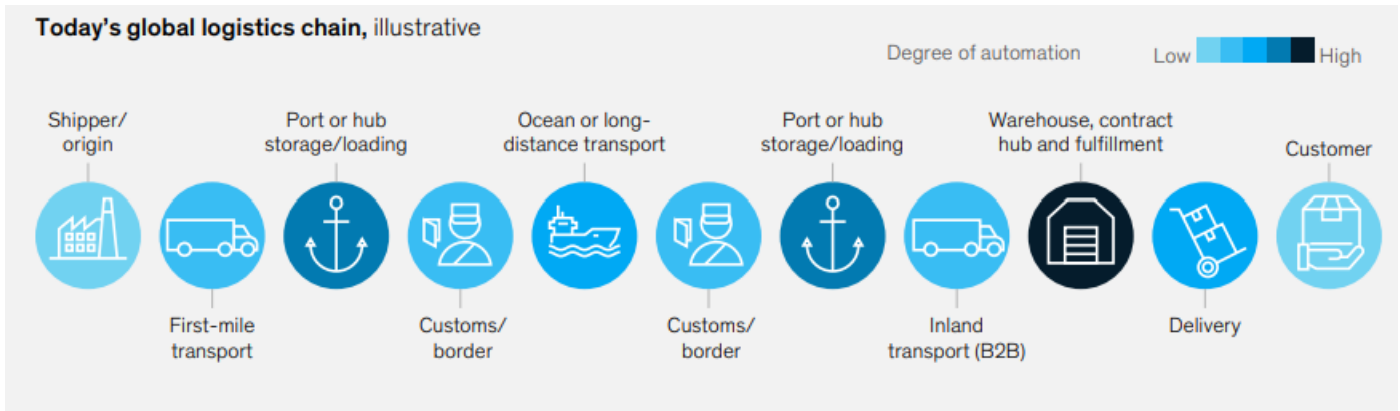 Today's global logistics chain, illustrative
Degree of automation
Low
High
Shipper/
origin
Port or hub
storage/loading
Ocean or long-
distance transport
Port or hub
storage/loading
Warehouse, contract
hub and fulfillment
Customer
First-mile
transport
Customs/
border
Customs/
border
Inland
transport (B2B)
Delivery